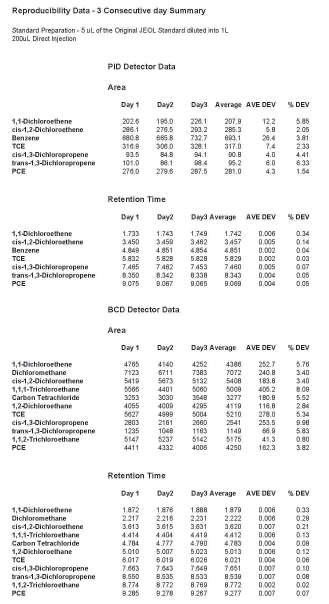 Reproducibility Data - 3 Consecutive day Summary
Standard Preparation - 5 uL of the Original JEOL Standard diluted into 1L
200uL Direct Injection
PID Detector Data
Area
Day 1 Day2 Day3 Average AVE DEV % DEV
1,1-Dichloroethene 202.6 195.0 226.1 207.9 12.2 5.85
cis-1,2-Dichloroethene 286.1 276.5 293.2 285.3 5.8 2.05
Benzene 680.8 665.8 732.7 693.1 26.4 3.81
TCE 316.9 306.0 328.1 317.0 7.4 2.33
cis-1,3-Dichloropropene 93.5 84.8 94.1 90.8 4.0 4.41
trans-1,3-Dichloropropene 101.0 86.1 98.4 95.2 6.0 6.33
PCE 276.0 279.6 287.5 281.0 4.3 1.54
Retention Time
Day 1 Day2 Day3 Average AVE DEV % DEV
1,1-Dichloroethene 1.733 1.743 1.749 1.742 0.006 0.34
cis-1,2-Dichloroethene 3.450 3.459 3.462 3.457 0.005 0.14
Benzene 4.849 4.851 4.854 4.851 0.002 0.04
TCE 5.832 5.828 5.828 5.829 0.002 0.03
cis-1,3-Dichloropropene 7.465 7.462 7.453 7.460 0.005 0.07
trans-1,3-Dichloropropene 8.350 8.342 8.338 8.343 0.004 0.05
PCE 9.075 9.067 9.065 9.069 0.004 0.05
BCD Detector Data
Area
Day 1 Day2 Day3 Average AVE DEV % DEV
1,1-Dichloroethene 4765 4140 4252 4386 252.7 5.76
Dichloromethane 7123 6711 7383 7072 240.8 3.40
cis-1,2-Dichloroethene 5419 5673 5132 5408 183.8 3.40
1,1,1-Trichloroethane 5566 4401 5060 5009 405.2 8.09
Carbon Tetrachloride 3253 3030 3548 3277 180.8 5.52
1,2-Dichloroethane 4055 4009 4295 4119 116.8 2.84
TCE 5627 4999 5004 5210 278.0 5.34
cis-1,3-Dichloropropene 2803 2161 2660 2541 253.5 9.98
trans-1,3-Dichloropropene 1235 1048 1163 1149 66.9 5.83
1,1,2-Trichloroethane 5147 5237 5142 5175 41.3 0.80
PCE 4411 4332 4006 4250 162.3 3.82
Retention Time
Day 1 Day2 Day3 Average AVE DEV % DEV
1,1-Dichloroethene 1.872 1.876 1.888 1.879 0.006 0.33
Dichloromethane 2.217 2.216 2.231 2.222 0.006 0.29
cis-1,2-Dichloroethene 3.613 3.615 3.631 3.620 0.007 0.21
1,1,1-Trichloroethane 4.414 4.404 4.419 4.412 0.006 0.13
Carbon Tetrachloride 4.784 4.777 4.790 4.783 0.004 0.09
1,2-Dichloroethane 5.010 5.007 5.023 5.013 0.006 0.12
TCE 6.017 6.019 6.026 6.021 0.004 0.06
cis-1,3-Dichloropropene 7.663 7.643 7.649 7.651 0.007 0.10
trans-1,3-Dichloropropene 8.550 8.535 8.533 8.539 0.007 0.08
1,1,2-Trichloroethane 8.774 8.772 8.769 8.772 0.002 0.02
PCE 9.285 9.278 9.267 9.277 0.007 0.07